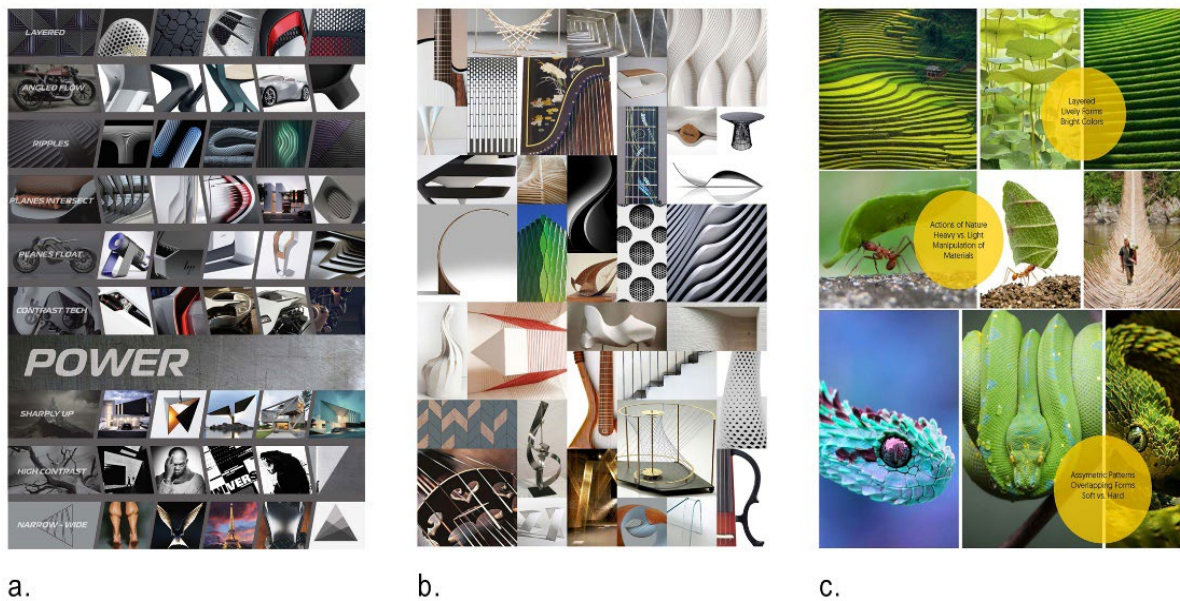 LAYERED
ANGLED FLOW
RIPPLES
PLANES INTERSECT
PLANES FLOAT
CONTRAST TECH
POWER
SHARPLY UP
HIGH CONTRAST
NIVERS
NARROW - WIDE
Layered
Lively Forms
Bright Colors
Actions of Nature
Heavy vs. Light
Manipulation of
Materials
Assymetric Patterns
Overlapping Forms
Soft vs. Hard
a.
b.
c.